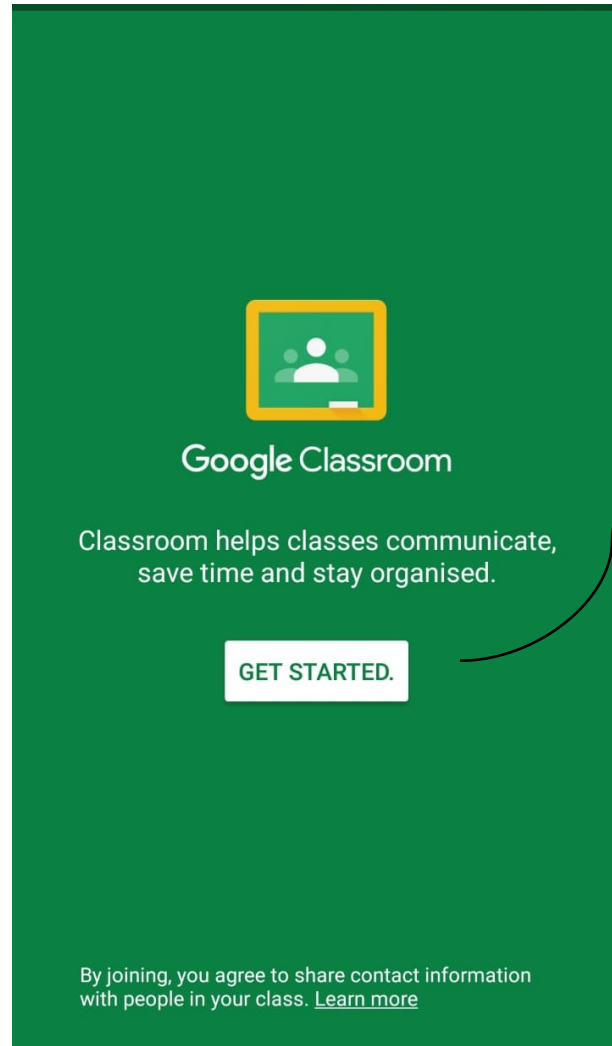 Google Classroom
Classroom helps classes communicate,
save time and stay organised.
GET STARTED.
By joining, you agree to share contact information
with people in your class. Learn more